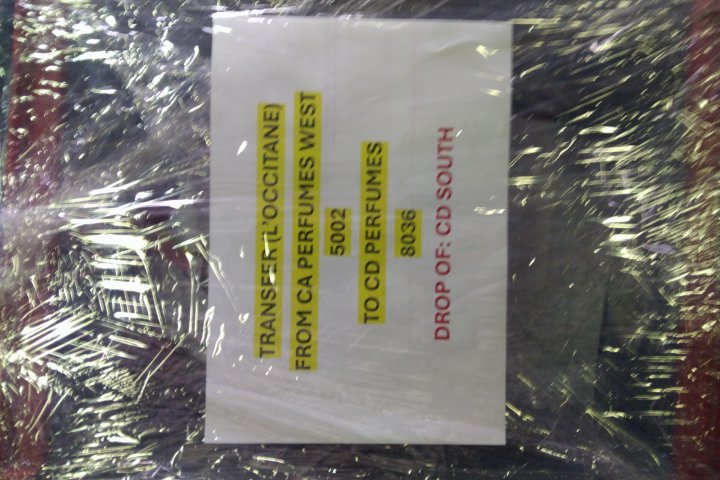 TRANSFER (L'OCCITANE)
FROM CA PERFUMES WEST
5002
TO CD PERFUMES
8036
DROP OF: CD SOUTH